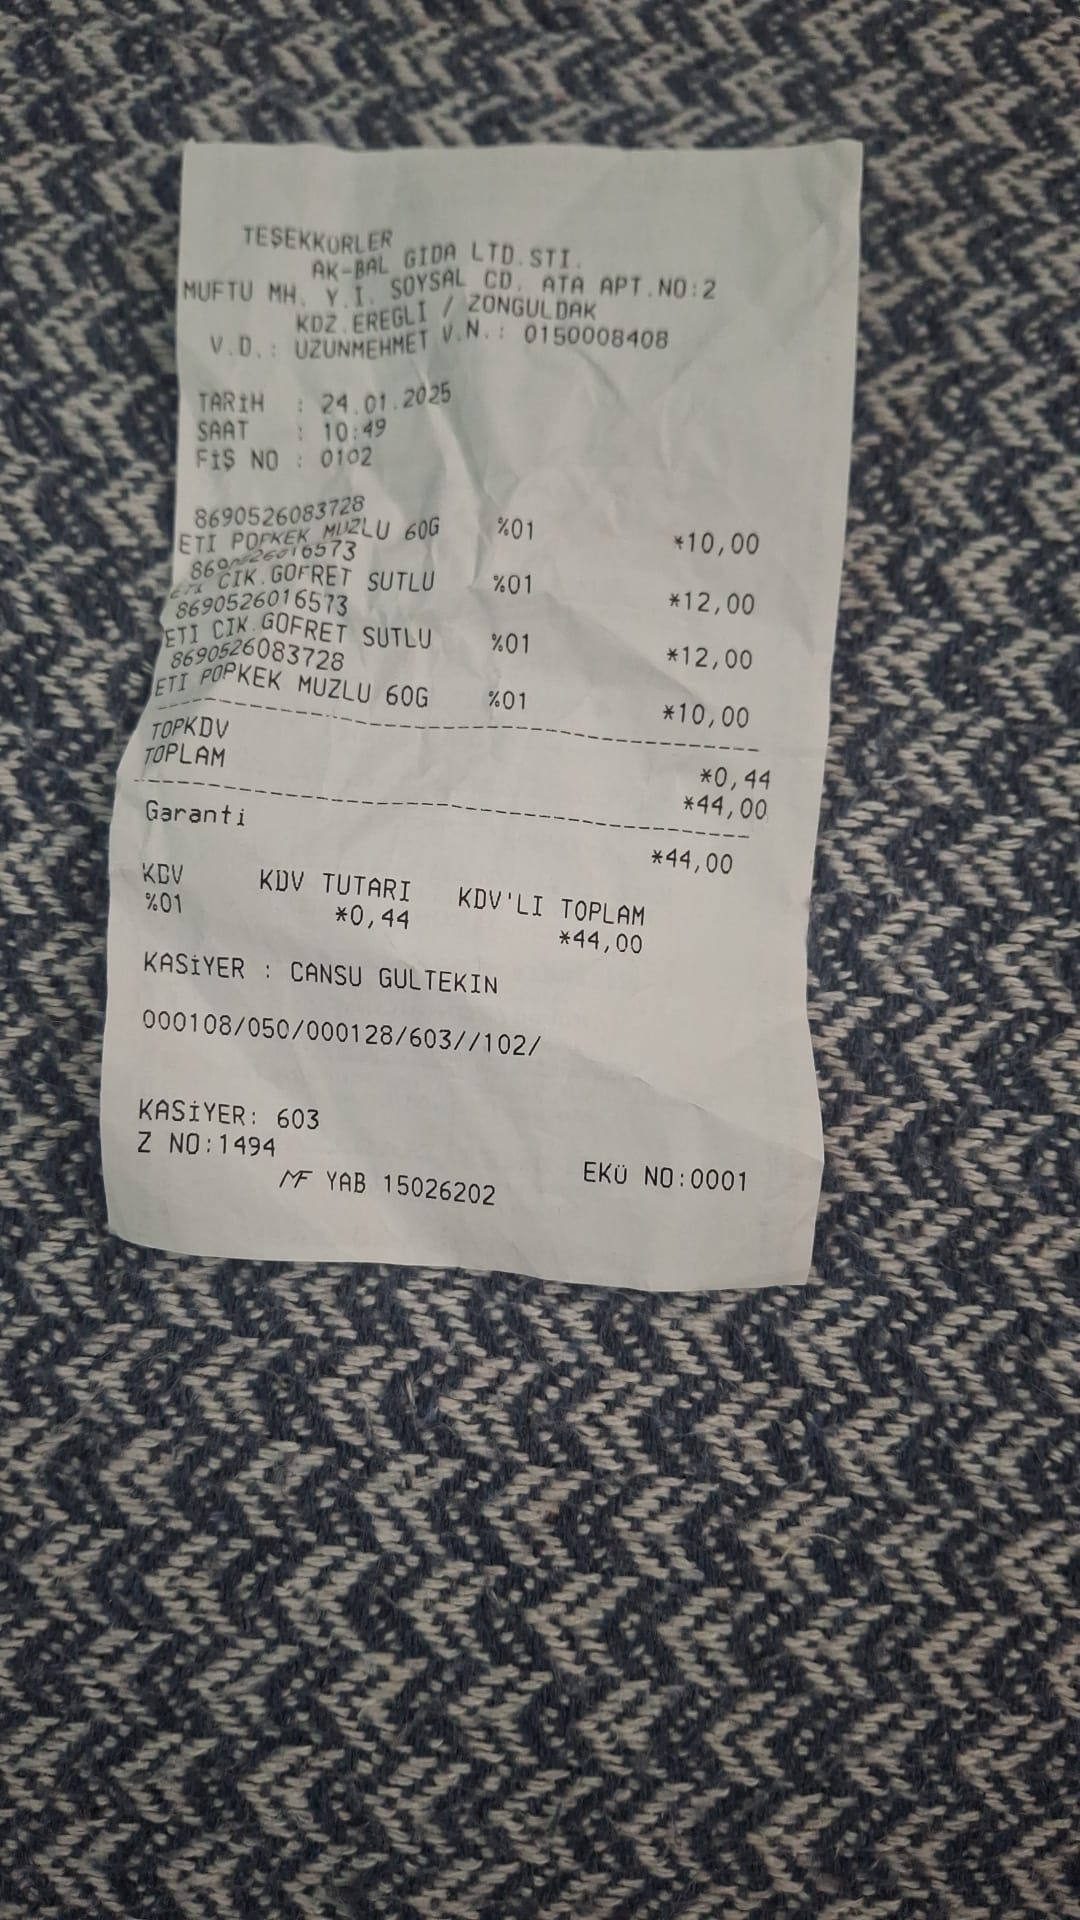 TEŞEKKÜRLER
AK-BAL GIDA LTD.STI.
MUFTU MH. Y.I. SOYSAL CD. ATA APT.NO:2
KDZ.EREGLI / ZONGULDAK
V.D.: UZUNMEHMET V.N.: 0150008408
TARİH : 24.01.2025
SAAT : 10:49
FİŞ NO : 0102
8690526083728
ETI POPKEK MUZLU 60G %01 *10,00
8690526016573
ETI CIK.GOFRET SUTLU %01 *12,00
8690526016573
ETI CIK.GOFRET SUTLU %01 *12,00
8690526083728
ETI POPKEK MUZLU 60G %01 *10,00
TOPKDV *0,44
TOPLAM *44,00
Garanti *44,00
KDV KDV TUTARI KDV'LI TOPLAM
%01 *0,44 *44,00
KASİYER : CANSU GULTEKIN
000108/050/000128/603//102/
KASİYER: 603
Z NO:1494 EKÜ NO:0001
MF YAB 15026202